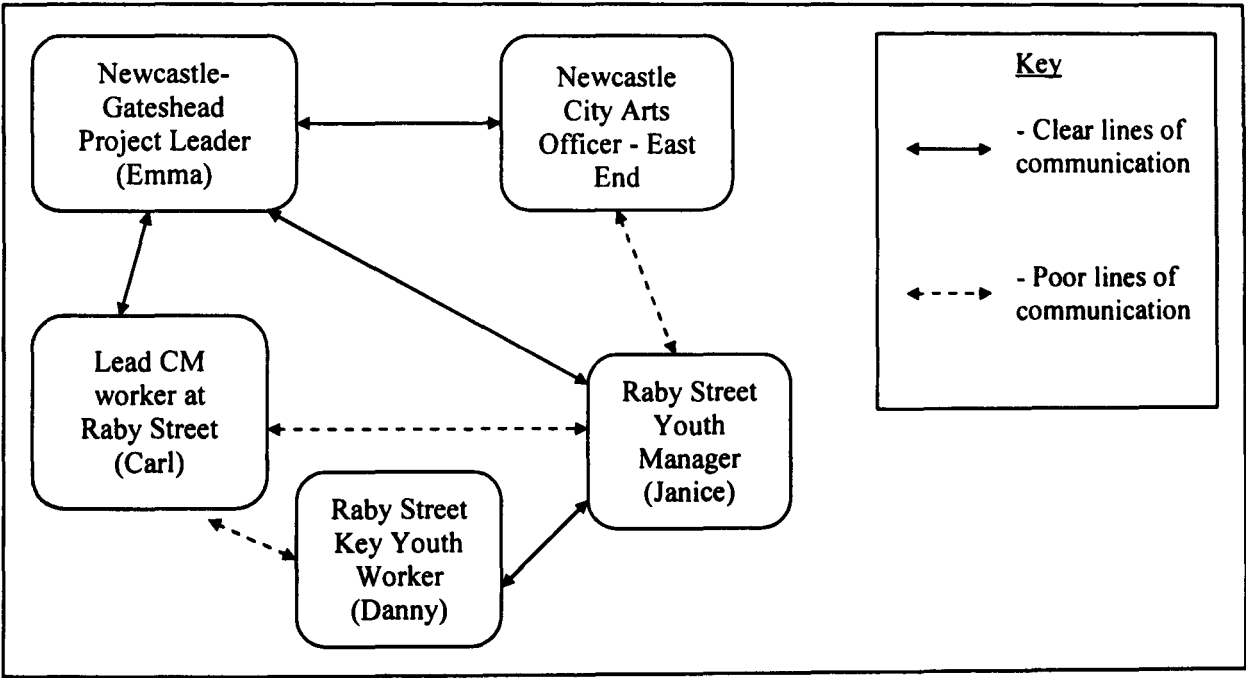 Newcastle-
Gateshead
Project Leader
(Emma)
Newcastle
City Arts
Officer - East
End
Key
- Clear lines of
communication
- Poor lines of
communication
Lead CM
worker at
Raby Street
(Carl)
Raby Street
Youth
Manager
(Janice)
Raby Street
Key Youth
Worker
(Danny)